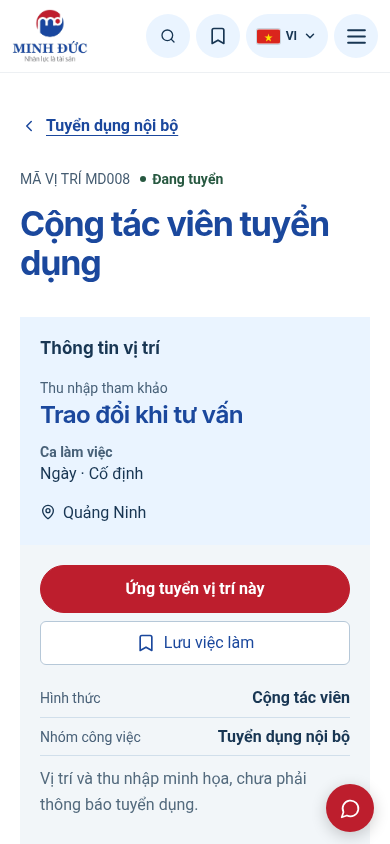 MINH ĐỨC
Nhân lực là tài sản
VI
Tuyển dụng nội bộ
MÃ VỊ TRÍ MD008
Đang tuyển
Cộng tác viên tuyển
dụng
Thông tin vị trí
Thu nhập tham khảo
Trao đổi khi tư vấn
Ca làm việc
Ngày · Cố định
Quảng Ninh
Ứng tuyển vị trí này
Lưu việc làm
Hình thức Cộng tác viên
Nhóm công việc Tuyển dụng nội bộ
Vị trí và thu nhập minh họa, chưa phải
thông báo tuyển dụng.